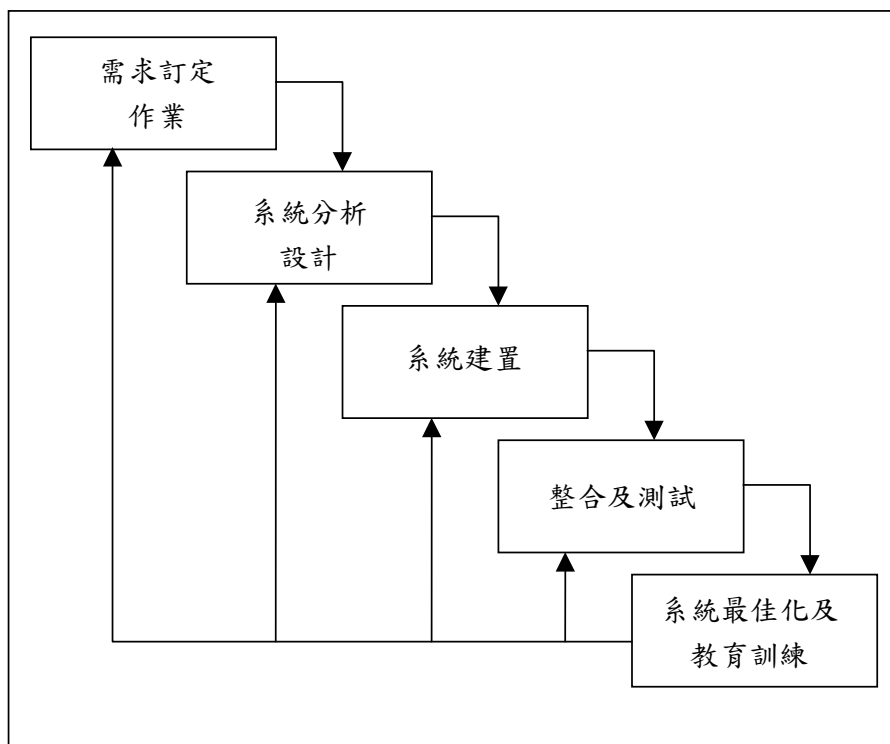 需求訂定
作業
系統分析
設計
系統建置
整合及測試
系統最佳化及
教育訓練